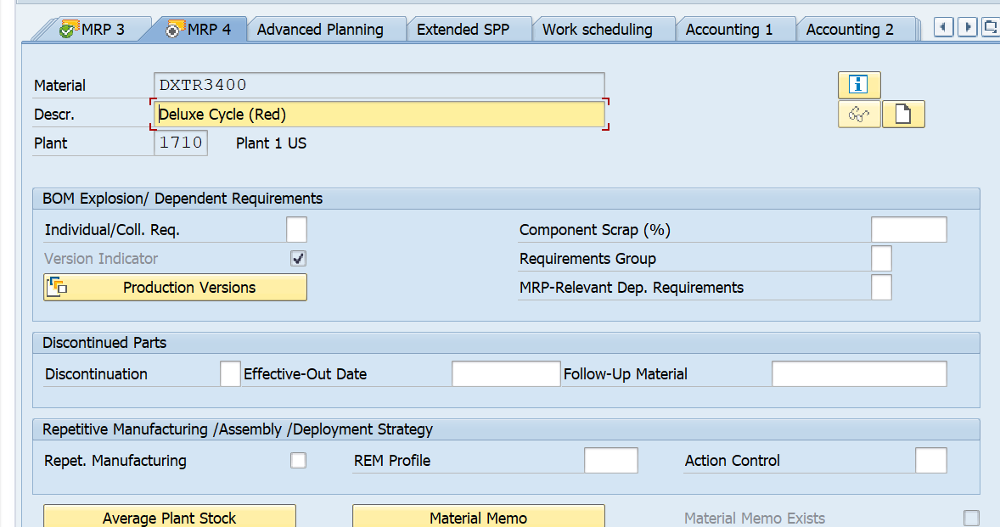 MRP 3 MRP 4 Advanced Planning Extended SPP Work scheduling Accounting 1 Accounting 2
Material DXTR3400
Descr. Deluxe Cycle (Red)
Plant 1710 Plant 1 US
BOM Explosion/ Dependent Requirements
Individual/Coll. Req. Component Scrap (%)
Version Indicator Requirements Group
Production Versions MRP-Relevant Dep. Requirements
Discontinued Parts
Discontinuation Effective-Out Date Follow-Up Material
Repetitive Manufacturing /Assembly /Deployment Strategy
Repet. Manufacturing REM Profile Action Control
Average Plant Stock Material Memo Material Memo Exists